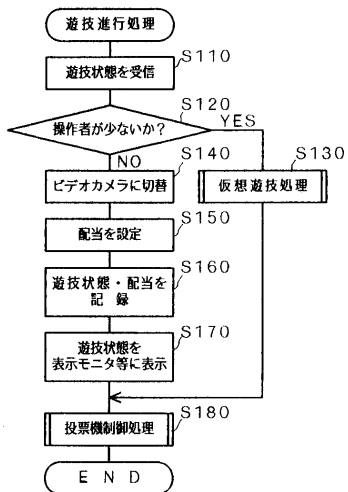 遊技進行処理
S110
遊技状態を受信
S120
操作者が少ないか?
YES
NO
S140
S130
ビデオカメラに切替
仮想遊技処理
S150
配当を設定
S160
遊技状態・配当を
記録
S170
遊技状態を
表示モニタ等に表示
S180
投票機制御処理
END